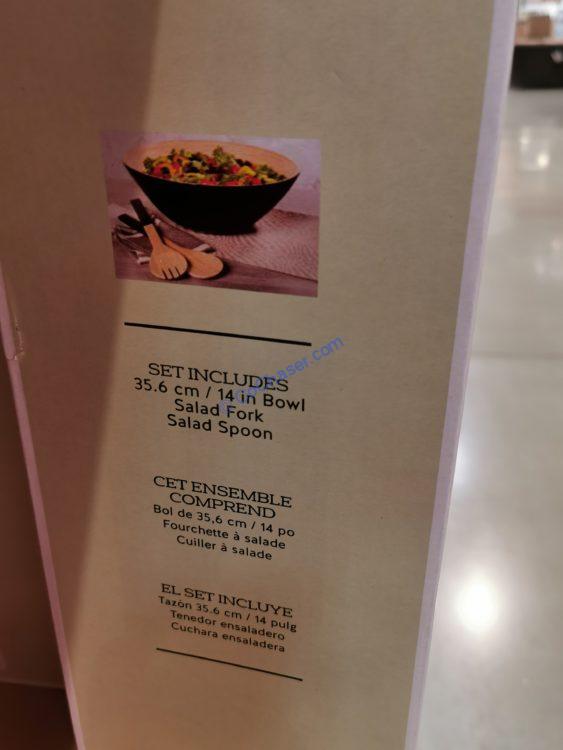 SET INCLUDES
35.6 cm / 14 in Bowl
Salad Fork
Salad Spoon
CET ENSEMBLE
COMPREND
Bol de 35,6 cm / 14 po
Fourchette à salade
Cuiller à salade
EL SET INCLUYE
Tazón 35.6 cm / 14 pulg
Tenedor ensaladero
Cuchara ensaladera